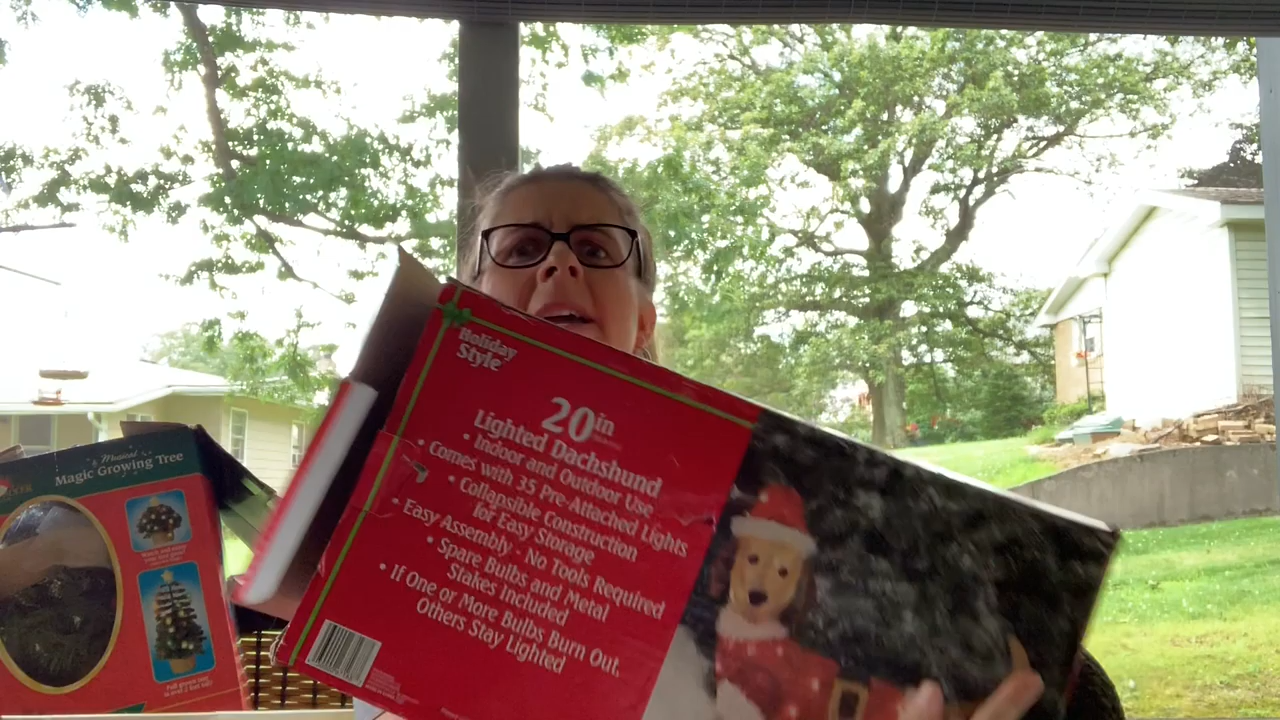 Musical
Magic Growing Tree
Holiday
Style
20in
Lighted Dachshund
• Indoor and Outdoor Use
• Comes with 35 Pre-Attached Lights
• Collapsible Construction
for Easy Storage
• Easy Assembly - No Tools Required
• Spare Bulbs and Metal
Stakes Included
• If One or More Bulbs Burn Out,
Others Stay Lighted